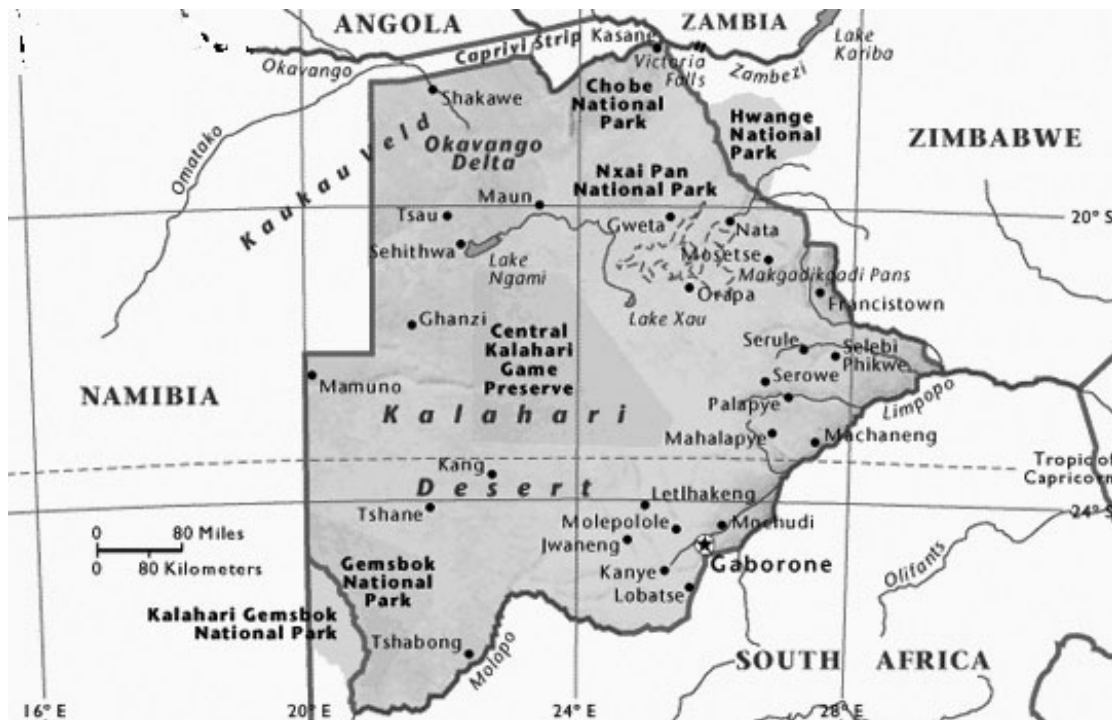 ANGOLA
ZAMBIA
Caprivi Strip
Kasane
Lake
Kariba
Okavango
Victoria
Falls
Zambezi
Shakawe
Chobe
National
Park
Hwange
National
Park
ZIMBABWE
Omatako
Kaukau Veld
Okavango
Delta
Nxai Pan
National Park
Maun
20° S
Tsau
Gweta
Nata
Sehithwa
Lake
Ngami
Mosetse
Makgadikgadi Pans
Orapa
Francistown
Lake Xau
Ghanzi
Central
Kalahari
Game
Preserve
Serule
Selebi
Phikwe
NAMIBIA
Mamuno
Serowe
Palapye
Limpopo
Kalahari
Desert
Mahalapye
Machaneng
Kang
Tropic of
Capricorn
Letlhakeng
24° S
Tshane
Molepolole
Mochudi
0 80 Miles
0 80 Kilometers
Jwaneng
Gaborone
Kanye
Lobatse
Olifants
Gemsbok
National
Park
Kalahari Gemsbok
National Park
Tshabong
Molopo
SOUTH AFRICA
16° E
20° E
24° E
28° E